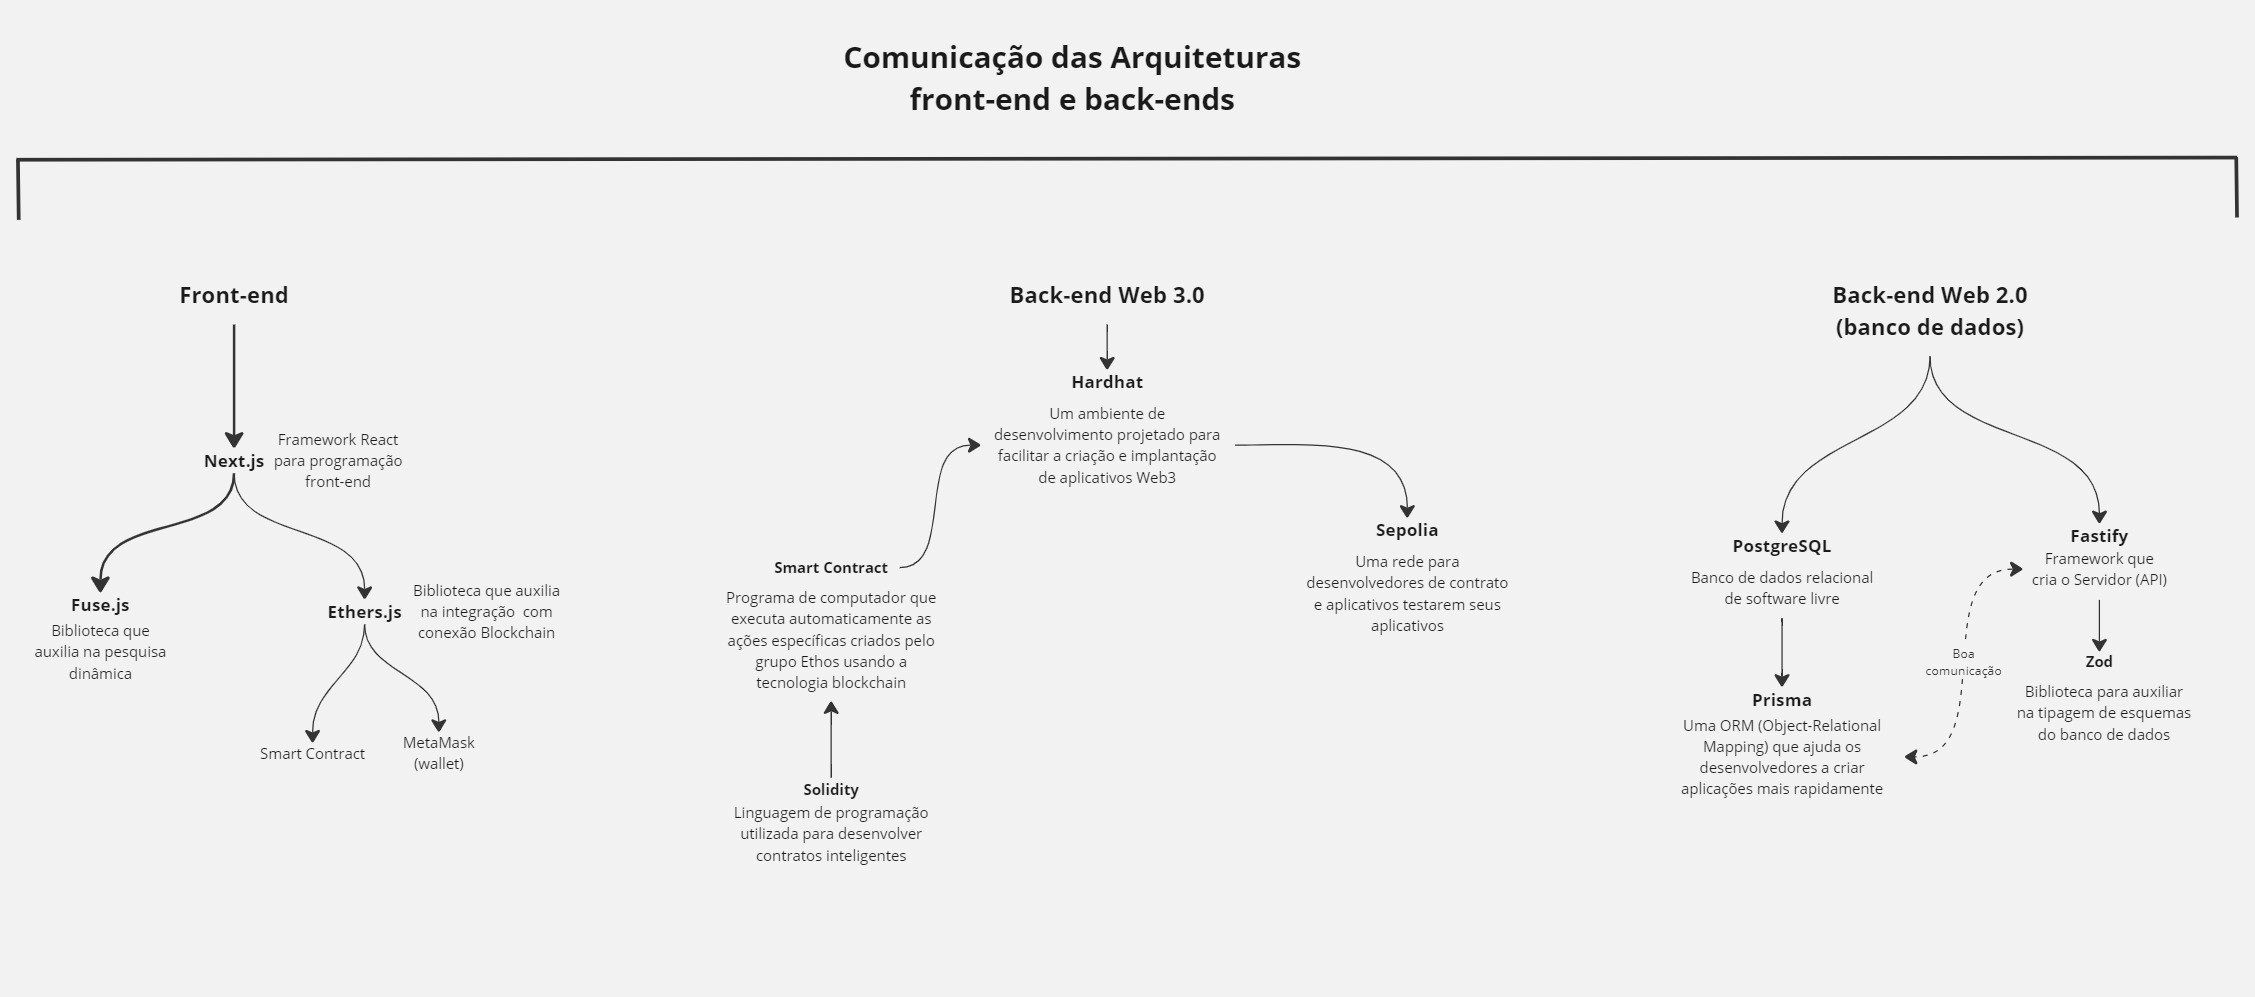 Comunicação das Arquiteturas
front-end e back-ends
Front-end
Next.js
Framework React
para programação
front-end
Fuse.js
Biblioteca que
auxilia na pesquisa
dinâmica
Ethers.js
Biblioteca que auxilia
na integração com
conexão Blockchain
Smart Contract
MetaMask
(wallet)
Back-end Web 3.0
Hardhat
Um ambiente de
desenvolvimento projetado para
facilitar a criação e implantação
de aplicativos Web3
Smart Contract
Programa de computador que
executa automaticamente as
ações específicas criados pelo
grupo Ethos usando a
tecnologia blockchain
Solidity
Linguagem de programação
utilizada para desenvolver
contratos inteligentes
Sepolia
Uma rede para
desenvolvedores de contrato
e aplicativos testarem seus
aplicativos
Back-end Web 2.0
(banco de dados)
PostgreSQL
Banco de dados relacional
de software livre
Prisma
Uma ORM (Object-Relational
Mapping) que ajuda os
desenvolvedores a criar
aplicações mais rapidamente
Boa
comunicação
Fastify
Framework que
cria o Servidor (API)
Zod
Biblioteca para auxiliar
na tipagem de esquemas
do banco de dados